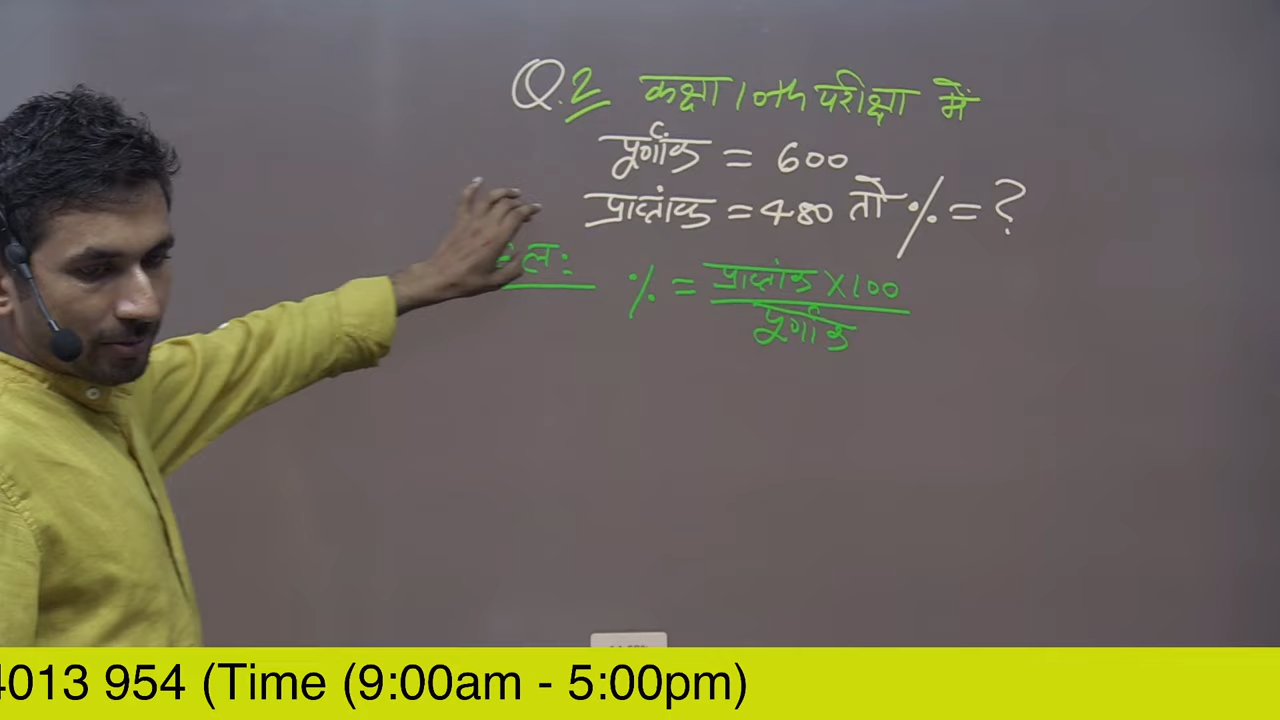 Q.2 कक्षा 10th परीक्षा में
पूर्णांक = 600
प्राप्तांक = 480 तो % = ?
हल:
% = प्राप्तांक X 100
पूर्णांक
4013 954 (Time (9:00am - 5:00pm)